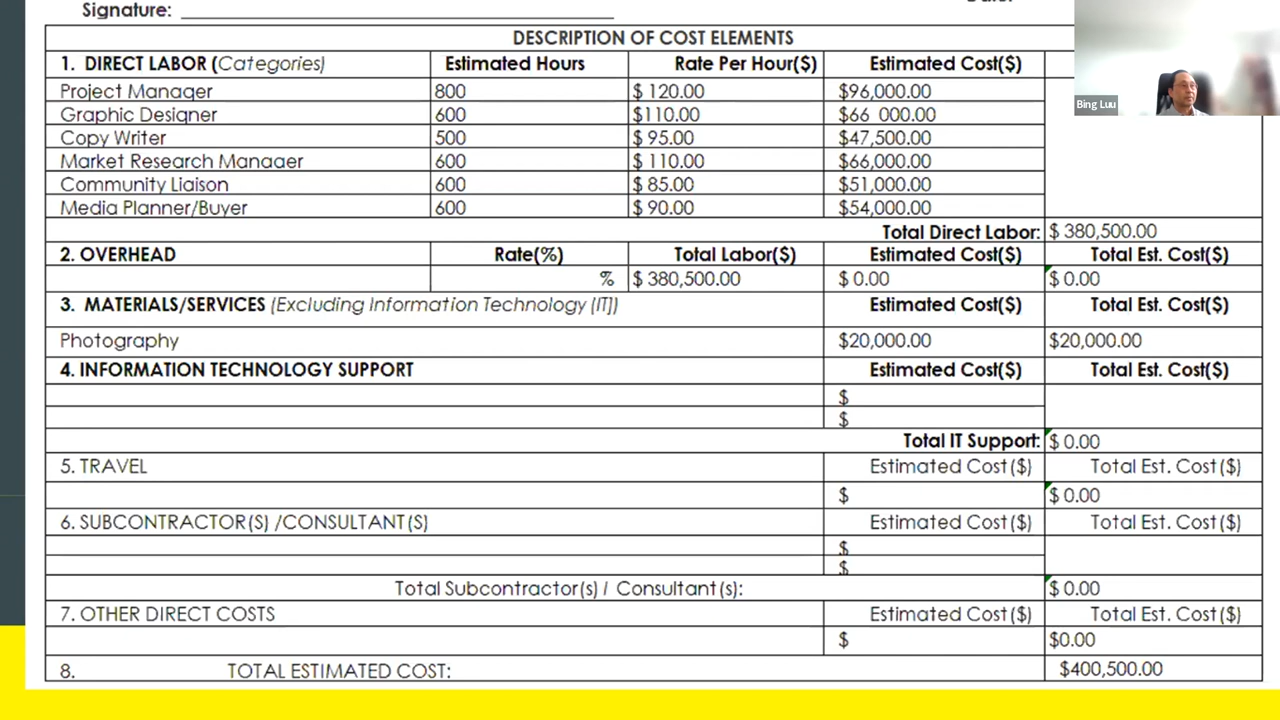 Signature:
DESCRIPTION OF COST ELEMENTS
1. DIRECT LABOR (Categories) Estimated Hours Rate Per Hour($) Estimated Cost($)
Project Manager 800 $ 120.00 $96,000.00
Graphic Designer 600 $110.00 $66 000.00
Copy Writer 500 $ 95.00 $47,500.00
Market Research Manager 600 $ 110.00 $66,000.00
Community Liaison 600 $ 85.00 $51,000.00
Media Planner/Buyer 600 $ 90.00 $54,000.00
Total Direct Labor: $ 380,500.00
2. OVERHEAD Rate(%) Total Labor($) Estimated Cost($) Total Est. Cost($)
% $ 380,500.00 $ 0.00 $ 0.00
3. MATERIALS/SERVICES (Excluding Information Technology (IT)) Estimated Cost($) Total Est. Cost($)
Photography $20,000.00 $20,000.00
4. INFORMATION TECHNOLOGY SUPPORT Estimated Cost($) Total Est. Cost($)
$
$
Total IT Support: $ 0.00
5. TRAVEL Estimated Cost($) Total Est. Cost($)
$ $ 0.00
6. SUBCONTRACTOR(S) /CONSULTANT(S) Estimated Cost($) Total Est. Cost($)
$
$
Total Subcontractor(s) / Consultant(s): $ 0.00
7. OTHER DIRECT COSTS Estimated Cost($) Total Est. Cost($)
$ $0.00
8. TOTAL ESTIMATED COST: $400,500.00
Bing Luu